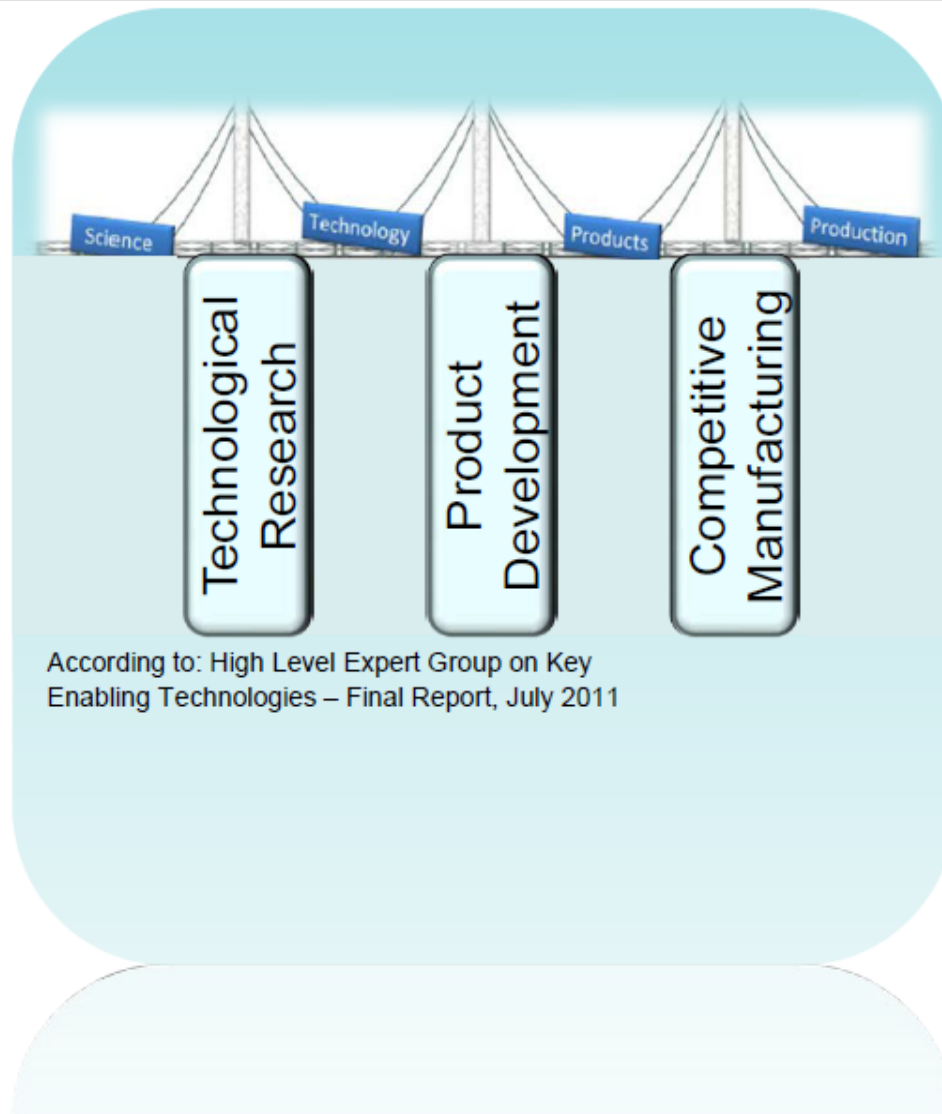 Science
Technology
Products
Production
Technological
Research
Product
Development
Competitive
Manufacturing
According to: High Level Expert Group on Key
Enabling Technologies – Final Report, July 2011